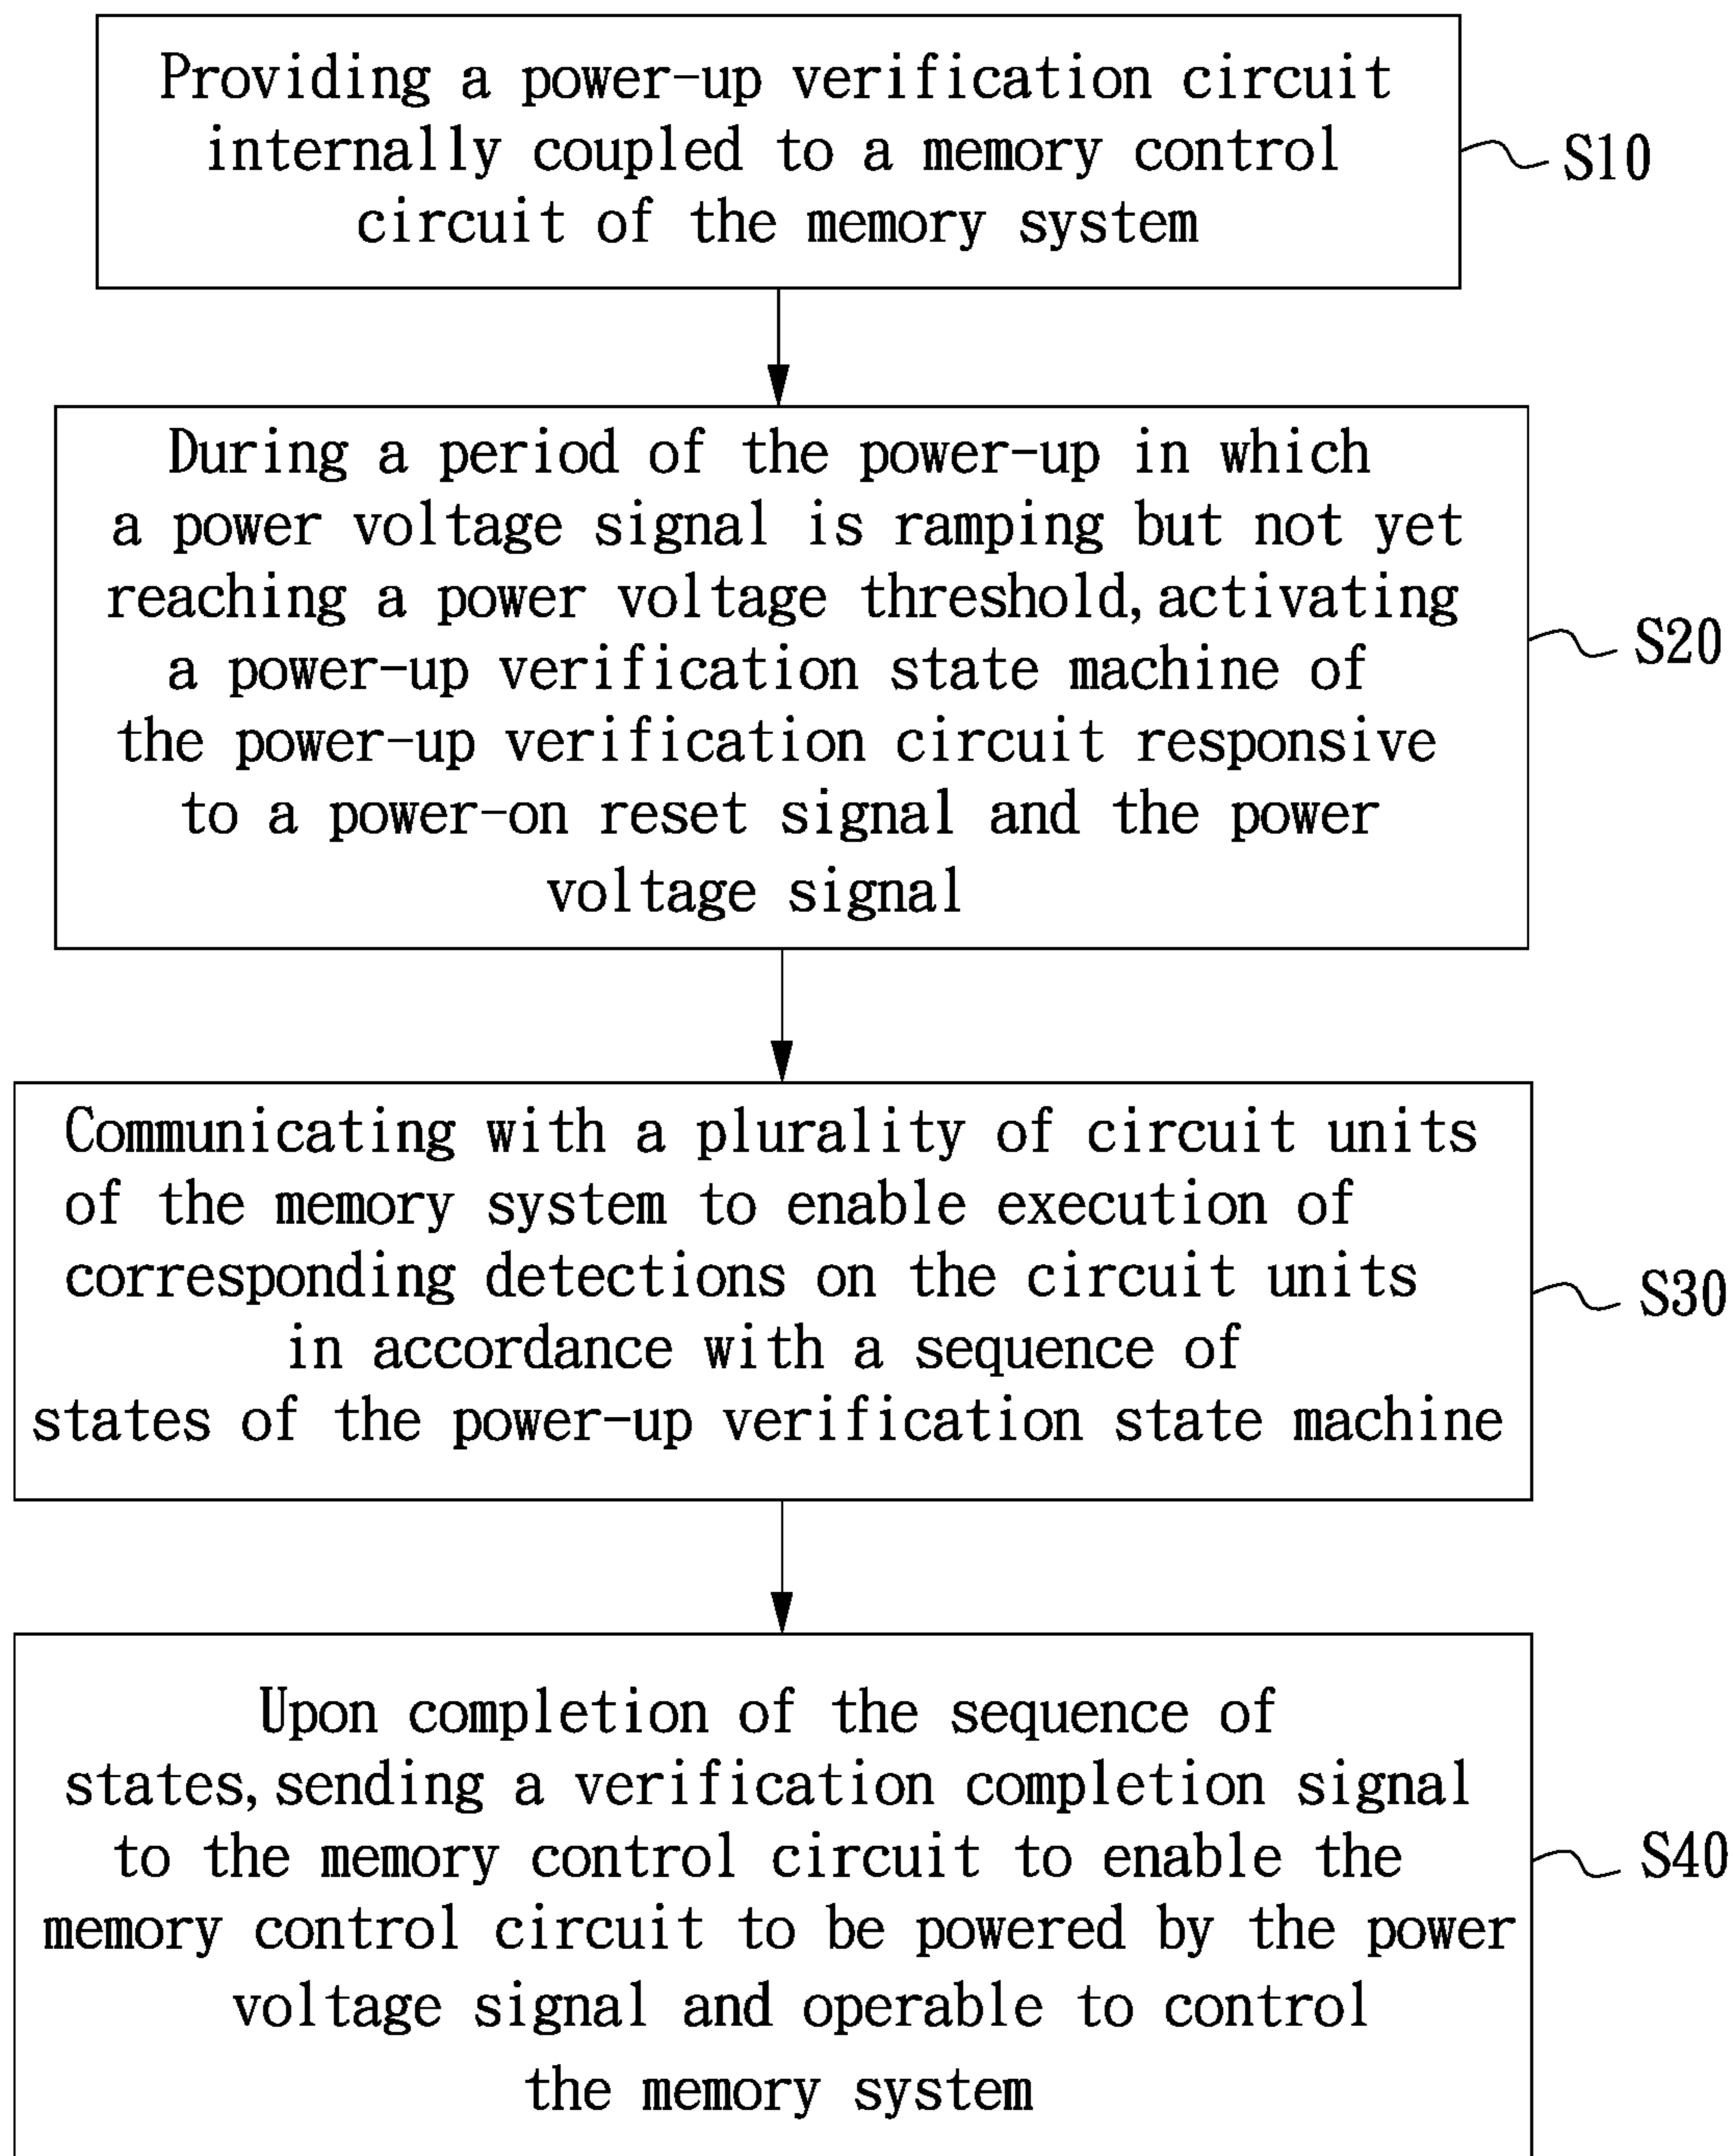 Providing a power-up verification circuit
internally coupled to a memory control
circuit of the memory system
S10
During a period of the power-up in which
a power voltage signal is ramping but not yet
reaching a power voltage threshold, activating
a power-up verification state machine of
the power-up verification circuit responsive
to a power-on reset signal and the power
voltage signal
S20
Communicating with a plurality of circuit units
of the memory system to enable execution of
corresponding detections on the circuit units
in accordance with a sequence of
states of the power-up verification state machine
S30
Upon completion of the sequence of
states, sending a verification completion signal
to the memory control circuit to enable the
memory control circuit to be powered by the power
voltage signal and operable to control
the memory system
S40